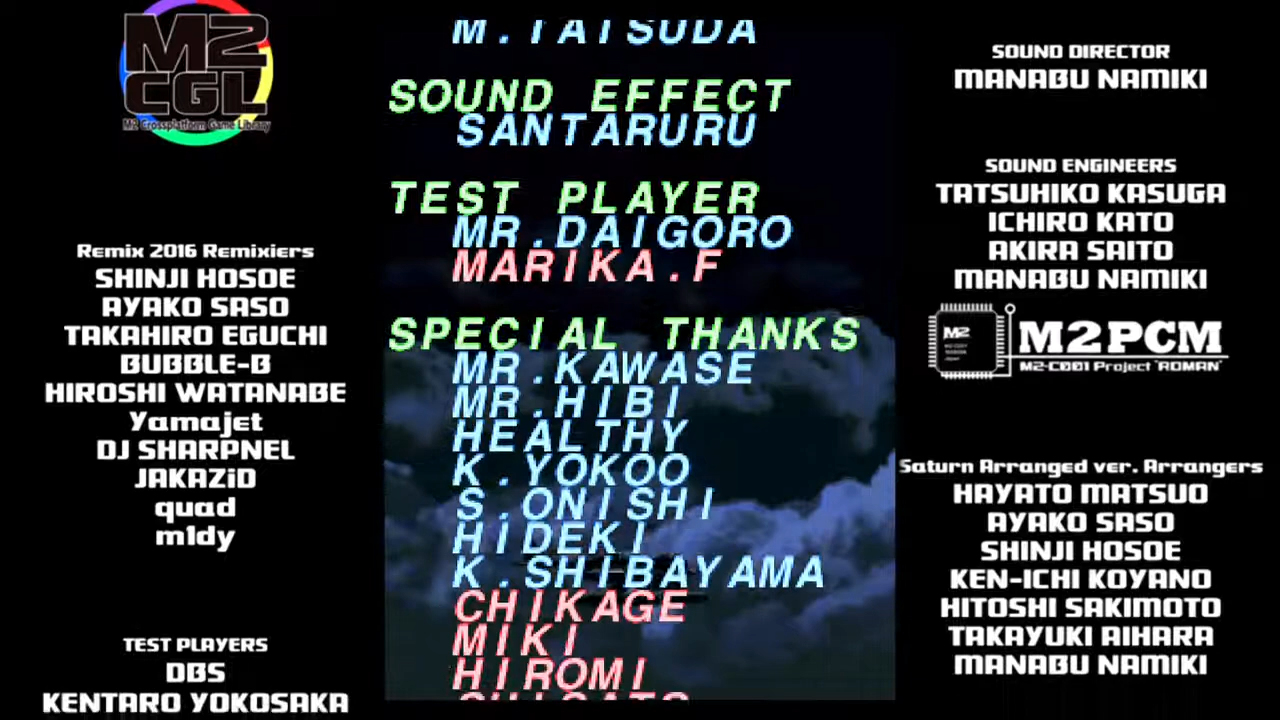 M2
CGL
M2 Crossplatform Game Library
Remix 2016 Remixiers
SHINJI HOSOE
AYAKO SASO
TAKAHIRO EGUCHI
BUBBLE-B
HIROSHI WATANABE
Yamajet
DJ SHARPNEL
JAKAZiD
quad
m1dy
TEST PLAYERS
DBS
KENTARO YOKOSAKA
M.TATSUDA
SOUND EFFECT
SANTARURU
TEST PLAYER
MR.DAIGORO
MARIKA.F
SPECIAL THANKS
MR.KAWASE
MR.HIBI
HEALTHY
K.YOKOO
S.ONISHI
HIDEKI
K.SHIBAYAMA
CHIKAGE
MIKI
HIROMI
SOUND DIRECTOR
MANABU NAMIKI
SOUND ENGINEERS
TATSUHIKO KASUGA
ICHIRO KATO
AKIRA SAITO
MANABU NAMIKI
M2
M2PCM
M2-C001 Project "ROMAN"
Saturn Arranged ver. Arrangers
HAYATO MATSUO
AYAKO SASO
SHINJI HOSOE
KEN-ICHI KOYANO
HITOSHI SAKIMOTO
TAKAYUKI AIHARA
MANABU NAMIKI